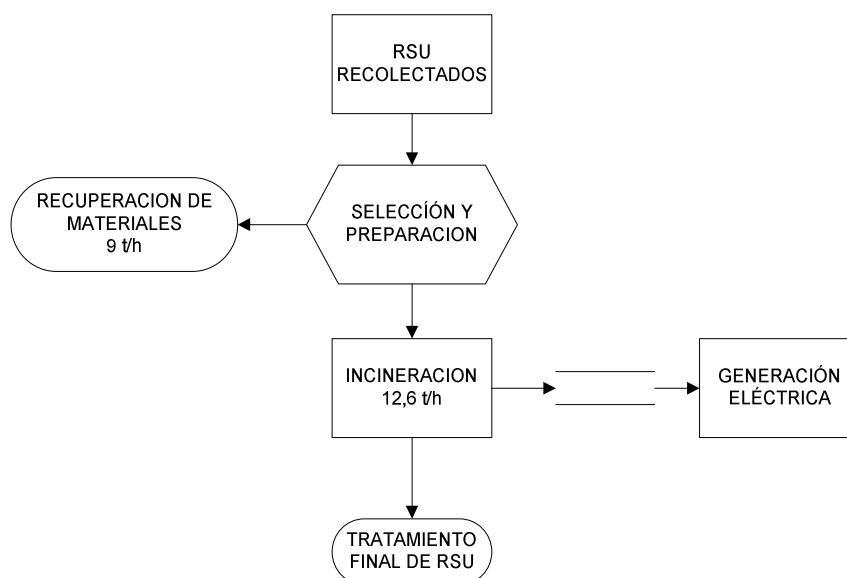 RSU
RECOLECTADOS
RECUPERACION DE
MATERIALES
9 t/h
SELECCÍÓN Y
PREPARACION
INCINERACION
12,6 t/h
GENERACIÓN
ELÉCTRICA
TRATAMIENTO
FINAL DE RSU